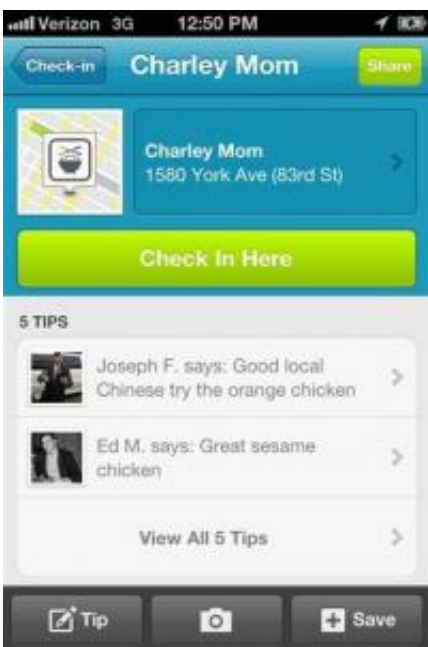 Verizon 3G 12:50 PM
Check-in Charley Mom Share
Charley Mom
1580 York Ave (83rd St)
Check In Here
5 TIPS
Joseph F. says: Good local
Chinese try the orange chicken
Ed M. says: Great sesame
chicken
View All 5 Tips
Tip Save